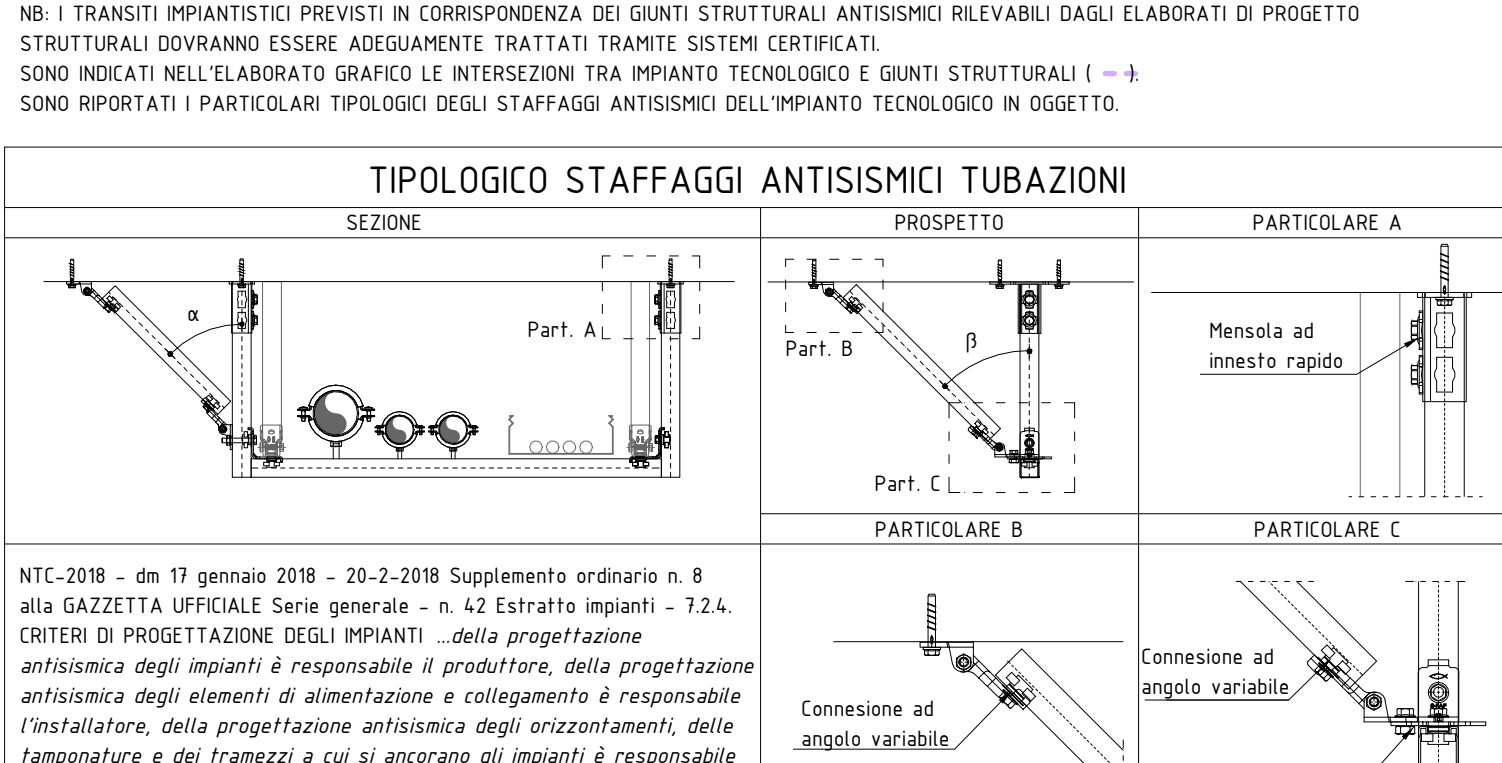 NB: I TRANSITI IMPIANTISTICI PREVISTI IN CORRISPONDENZA DEI GIUNTI STRUTTURALI ANTISISMICI RILEVABILI DAGLI ELABORATI DI PROGETTO
STRUTTURALI DOVRANNO ESSERE ADEGUAMENTE TRATTATI TRAMITE SISTEMI CERTIFICATI.
SONO INDICATI NELL'ELABORATO GRAFICO LE INTERSEZIONI TRA IMPIANTO TECNOLOGICO E GIUNTI STRUTTURALI ( ).
SONO RIPORTATI I PARTICOLARI TIPOLOGICI DEGLI STAFFAGGI ANTISISMICI DELL'IMPIANTO TECNOLOGICO IN OGGETTO.
TIPOLOGICO STAFFAGGI ANTISISMICI TUBAZIONI
SEZIONE
PROSPETTO
PARTICOLARE A
α
Part. A
Part. B
β
Part. C
Mensola ad
innesto rapido
PARTICOLARE B
PARTICOLARE C
NTC-2018 - dm 17 gennaio 2018 - 20-2-2018 Supplemento ordinario n. 8
alla GAZZETTA UFFICIALE Serie generale - n. 42 Estratto impianti - 7.2.4.
CRITERI DI PROGETTAZIONE DEGLI IMPIANTI ...della progettazione
antisismica degli impianti è responsabile il produttore, della progettazione
antisismica degli elementi di alimentazione e collegamento è responsabile
l'installatore, della progettazione antisismica degli orizzontamenti, delle
tamponature e dei tramezzi a cui si ancorano gli impianti è responsabile
Connesione ad
angolo variabile
Connesione ad
angolo variabile